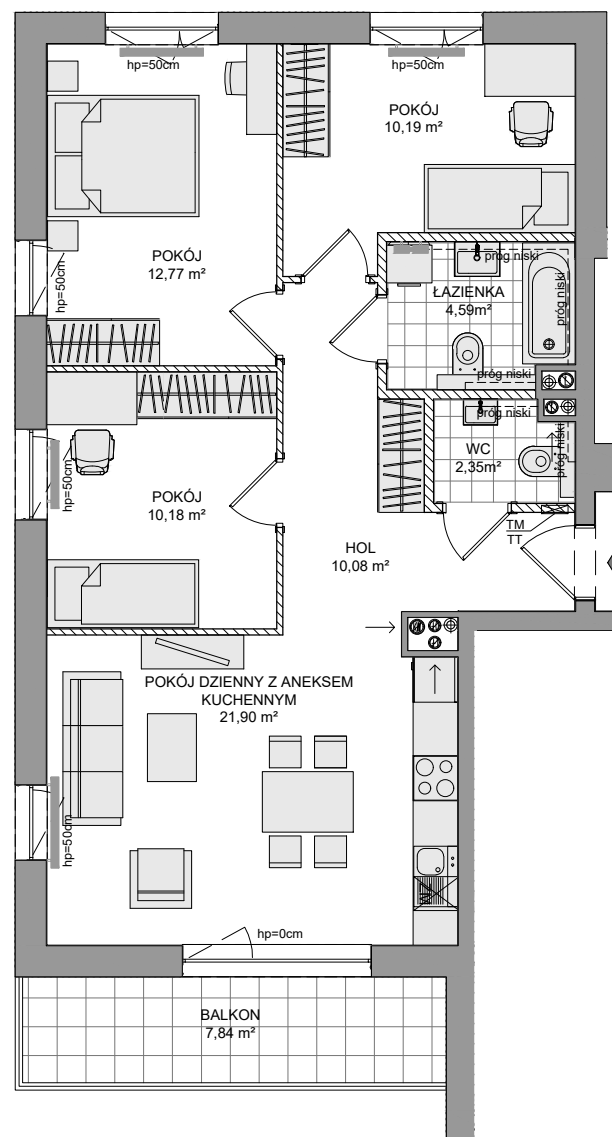 hp=50cm
hp=50cm
POKÓJ
10,19 m²
POKÓJ
12,77 m²
hp=50cm
próg niski
próg niski
ŁAZIENKA
4,59m²
próg niski
próg niski
WC
2,35m²
próg niski
hp=50cm
POKÓJ
10,18 m²
TM
TT
HOL
10,08 m²
POKÓJ DZIENNY Z ANEKSEM
KUCHENNYM
21,90 m²
hp=50cm
hp=0cm
BALKON
7,84 m²